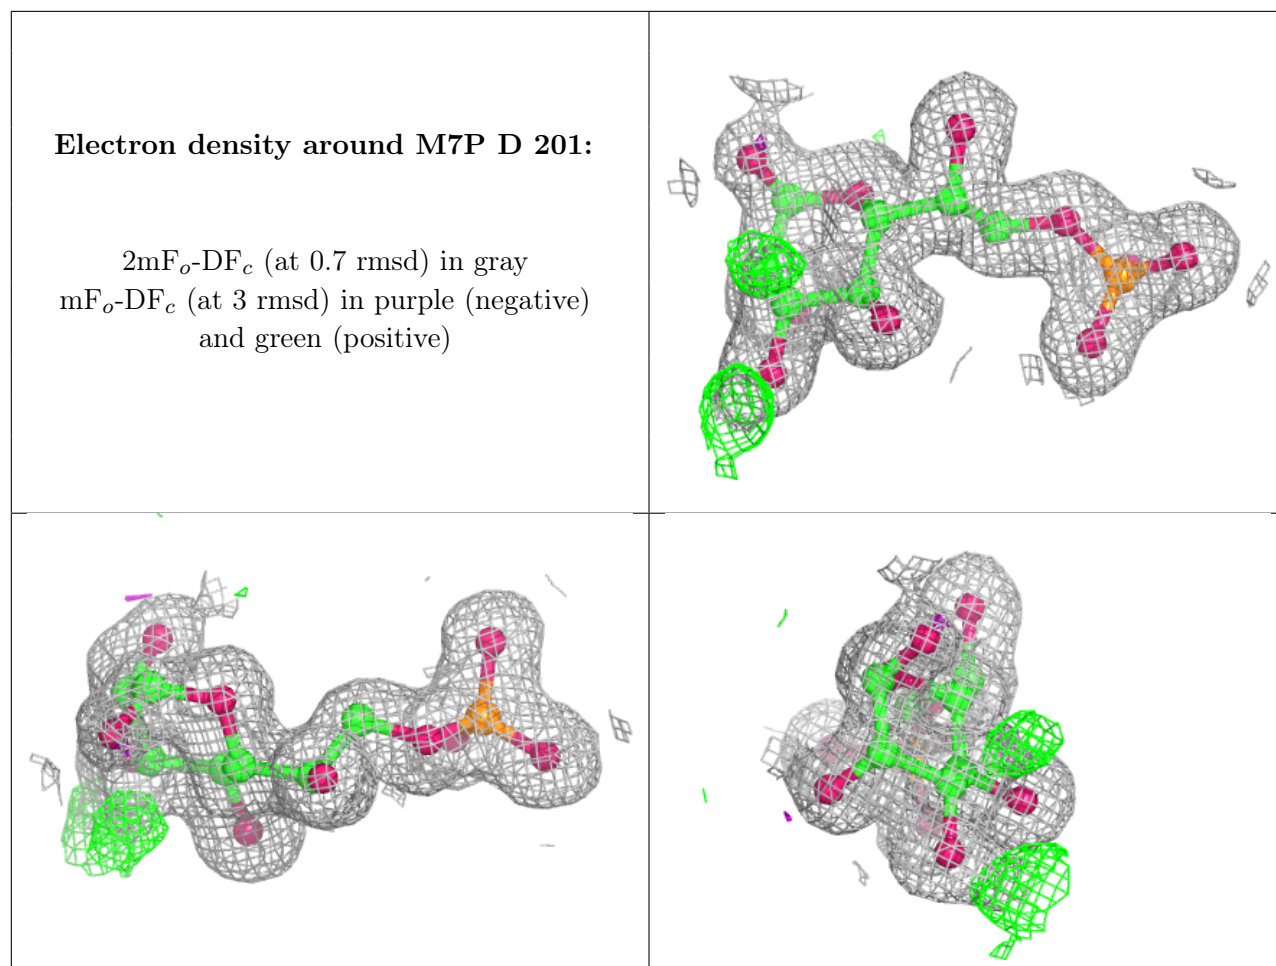 Electron density around M7P D 201:
2mFo-DFc (at 0.7 rmsd) in gray
mFo-DFc (at 3 rmsd) in purple (negative)
and green (positive)